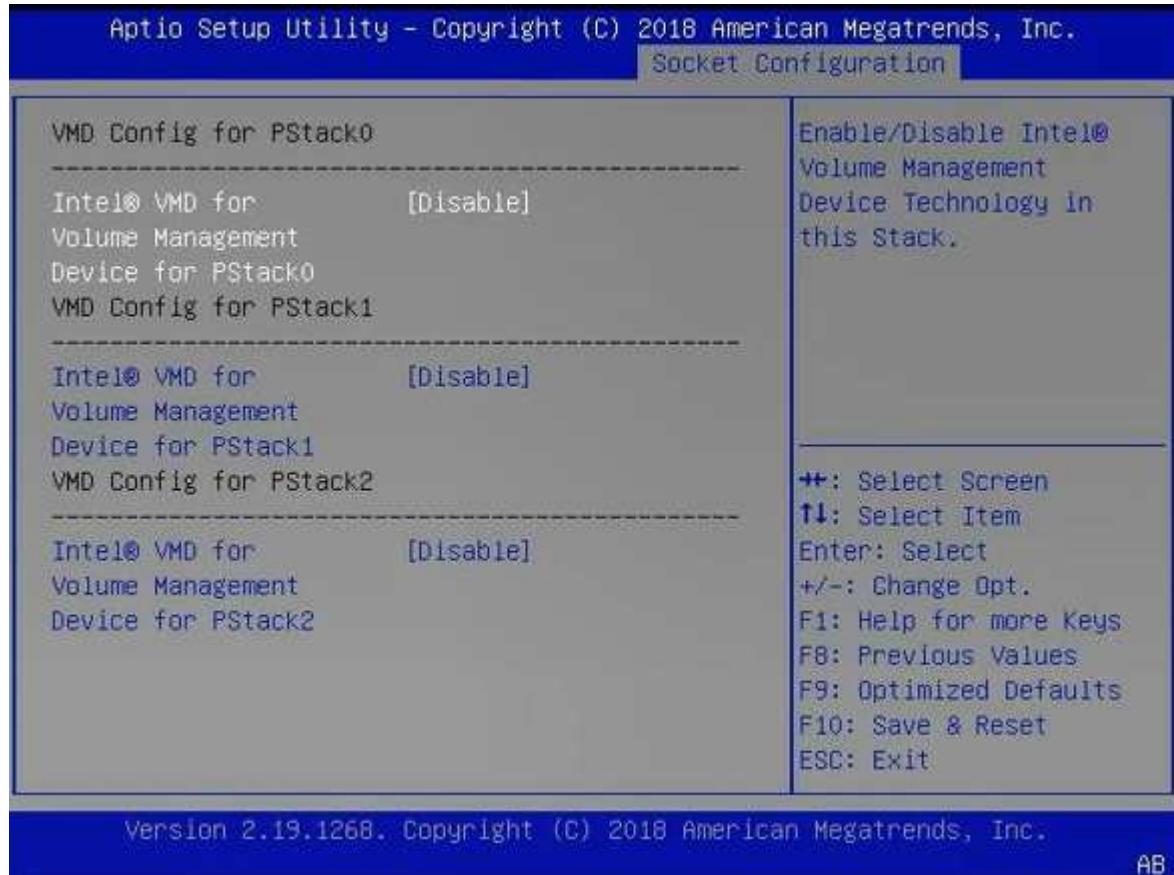 Aptio Setup Utility – Copyright (C) 2018 American Megatrends, Inc.
Socket Configuration
VMD Config for PStack0
------------------------------------------------
Intel® VMD for [Disable]
Volume Management
Device for PStack0
VMD Config for PStack1
------------------------------------------------
Intel® VMD for [Disable]
Volume Management
Device for PStack1
VMD Config for PStack2
------------------------------------------------
Intel® VMD for [Disable]
Volume Management
Device for PStack2
Enable/Disable Intel®
Volume Management
Device Technology in
this Stack.
→←: Select Screen
↑↓: Select Item
Enter: Select
+/-: Change Opt.
F1: Help for more Keys
F8: Previous Values
F9: Optimized Defaults
F10: Save & Reset
ESC: Exit
Version 2.19.1268. Copyright (C) 2018 American Megatrends, Inc.
AB